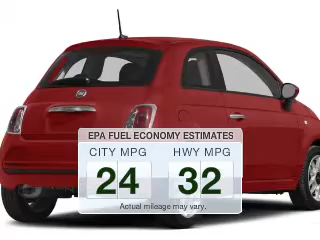 EPA FUEL ECONOMY ESTIMATES
CITY MPG HWY MPG
24 32
Actual mileage may vary.